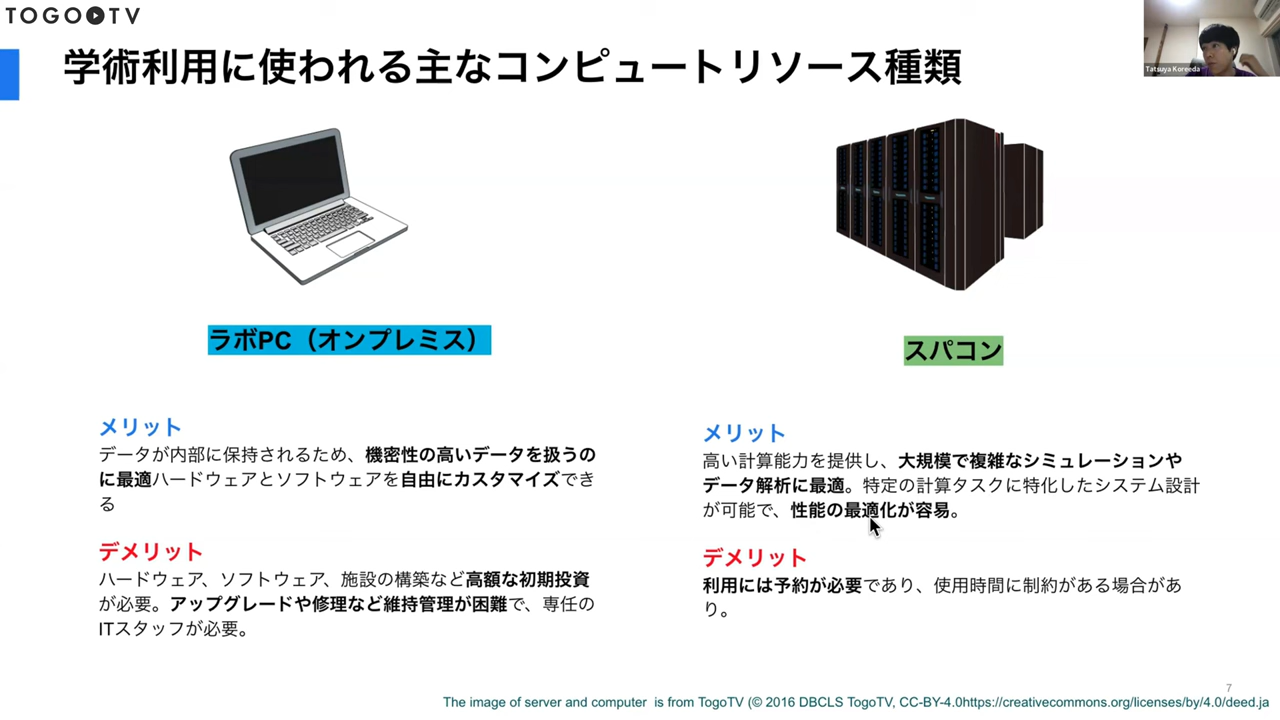 TOGOTV
Tatsuya Koreeda
学術利用に使われる主なコンピュートリソース種類
ラボPC（オンプレミス）
メリット
データが内部に保持されるため、機密性の高いデータを扱うの
に最適ハードウェアとソフトウェアを自由にカスタマイズでき
る
デメリット
ハードウェア、ソフトウェア、施設の構築など高額な初期投資
が必要。アップグレードや修理など維持管理が困難で、専任の
ITスタッフが必要。
スパコン
メリット
高い計算能力を提供し、大規模で複雑なシミュレーションや
データ解析に最適。特定の計算タスクに特化したシステム設計
が可能で、性能の最適化が容易。
デメリット
利用には予約が必要であり、使用時間に制約がある場合があ
り。
7
The image of server and computer is from TogoTV (© 2016 DBCLS TogoTV, CC-BY-4.0https://creativecommons.org/licenses/by/4.0/deed.ja